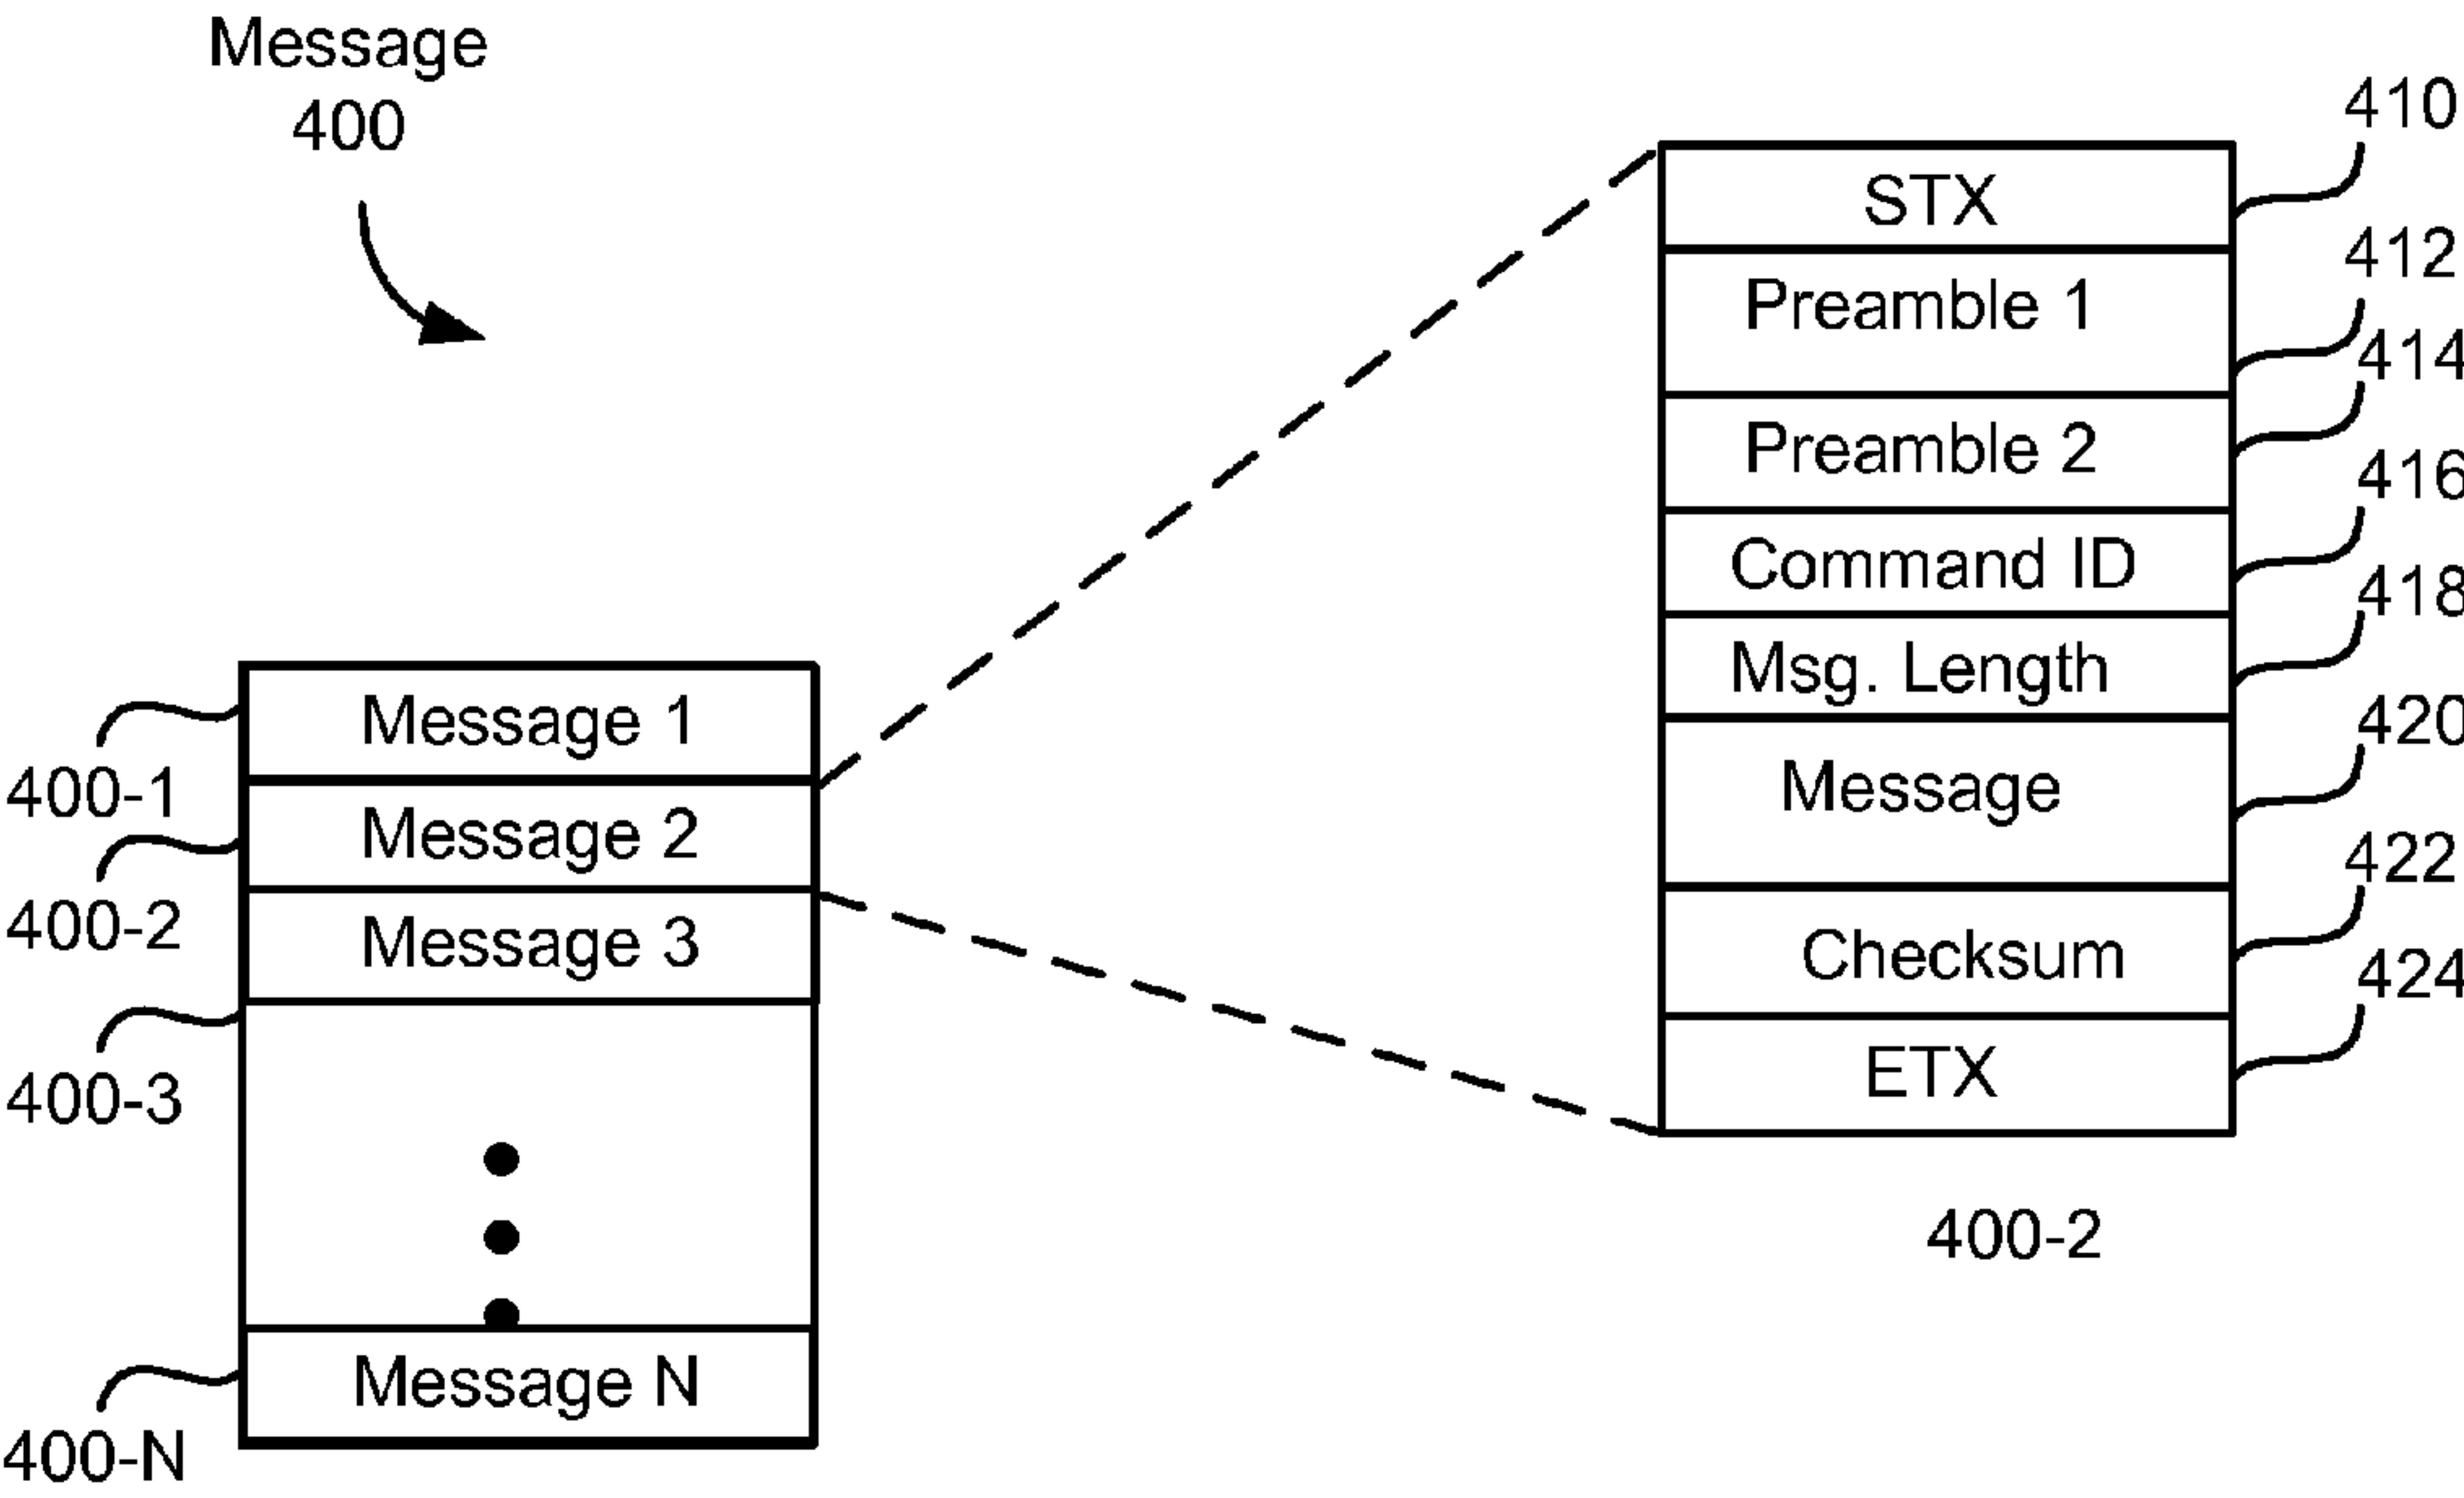 Message
400
Message 1
400-1
Message 2
400-2
Message 3
400-3
Message N
400-N
STX
410
Preamble 1
412
Preamble 2
414
Command ID
416
Msg. Length
418
Message
420
Checksum
422
ETX
424
400-2